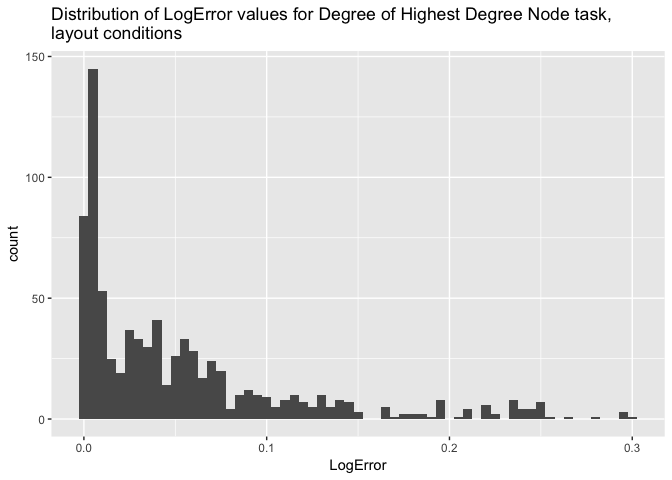 Distribution of LogError values for Degree of Highest Degree Node task,
layout conditions
150
100
50
0
count
0.0 0.1 0.2 0.3
LogError